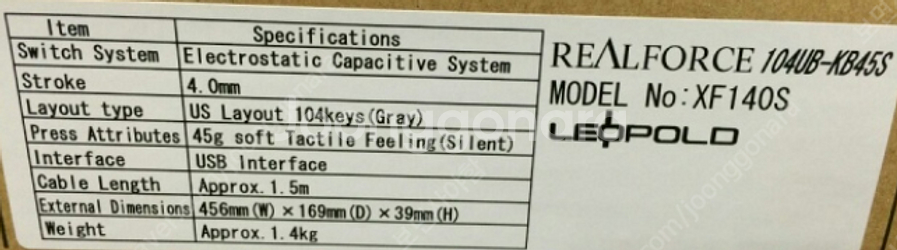 Item Specifications
Switch System Electrostatic Capacitive System
Stroke 4.0mm
Layout type US Layout 104keys(Gray)
Press Attributes 45g soft Tactile Feeling(Silent)
Interface USB Interface
Cable Length Approx.1.5m
External Dimensions 456mm(W) ×169mm(D) ×39mm(H)
Weight Approx.1.4kg
REALFORCE 104UB-KB45S
MODEL No:XF140S
LEOPOLD